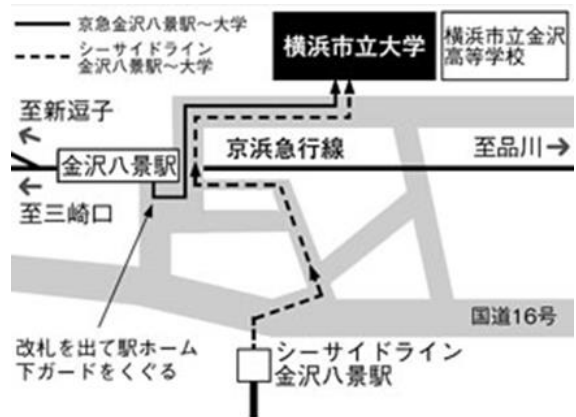 京急金沢八景駅～大学
シーサイドライン
金沢八景駅～大学
横浜市立大学
横浜市立金沢
高等学校
至新逗子
金沢八景駅
京浜急行線
至品川
至三崎口
国道16号
改札を出て駅ホーム
下ガードをくぐる
シーサイドライン
金沢八景駅